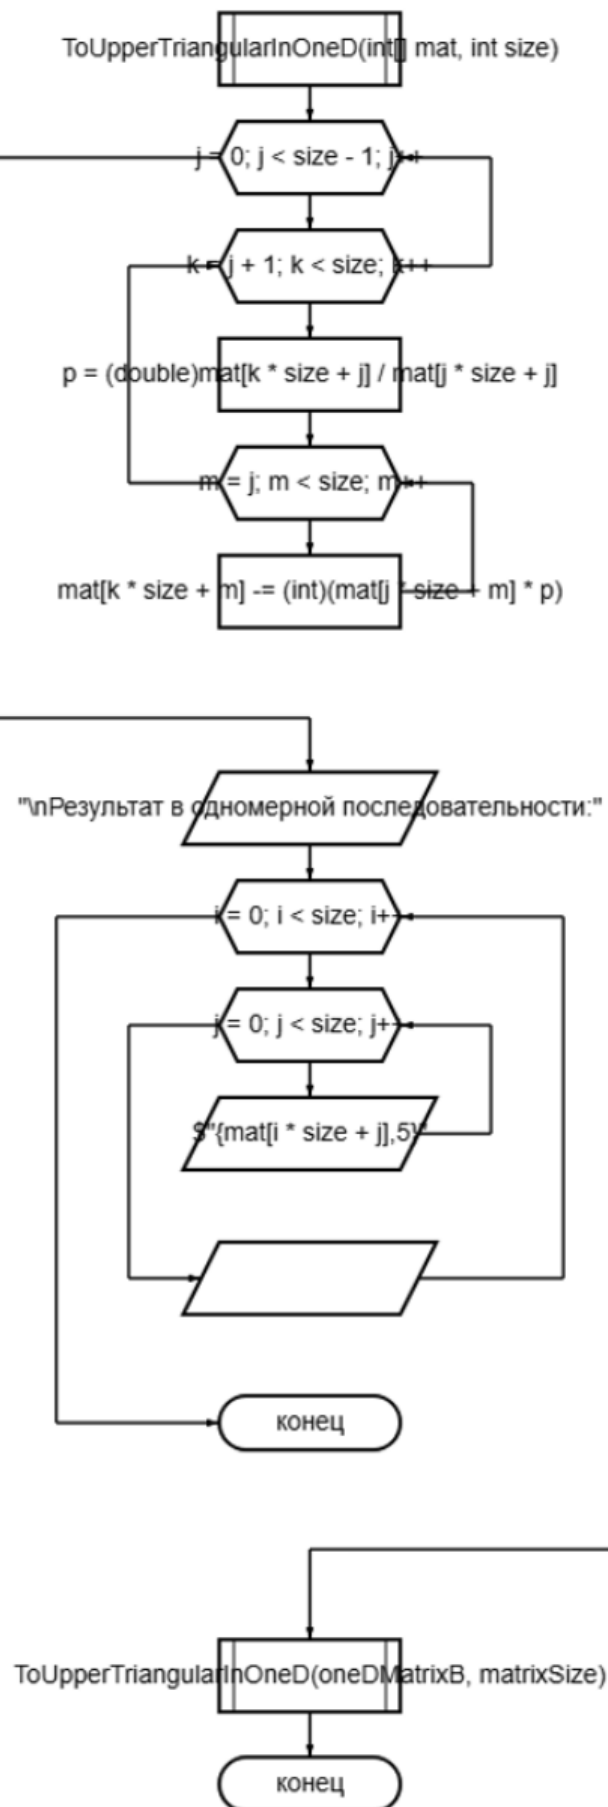 ToUpperTriangularInOneD(int[] mat, int size)
j = 0; j < size - 1; j++
k = j + 1; k < size; k++
p = (double)mat[k * size + j] / mat[j * size + j]
m = j; m < size; m++
mat[k * size + m] -= (int)(mat[j * size + m] * p)
"\nРезультат в одномерной последовательности:"
i = 0; i < size; i++
j = 0; j < size; j++
$"{mat[i * size + j],5}"
конец
ToUpperTriangularInOneD(oneDMatrixB, matrixSize)
конец